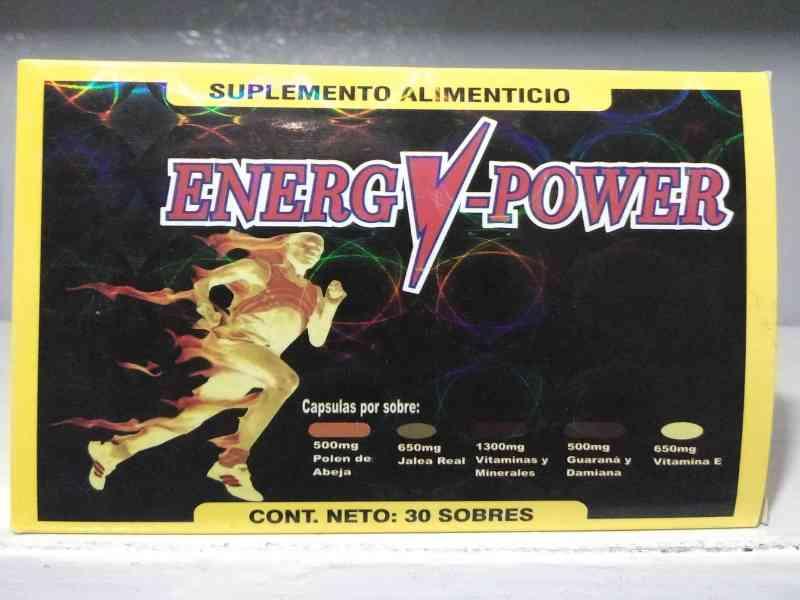 SUPLEMENTO ALIMENTICIO
ENERGY-POWER
Capsulas por sobre:
500mg
Polen de
Abeja
650mg
Jalea Real
1300mg
Vitaminas y
Minerales
500mg
Guaraná y
Damiana
650mg
Vitamina E
CONT. NETO: 30 SOBRES